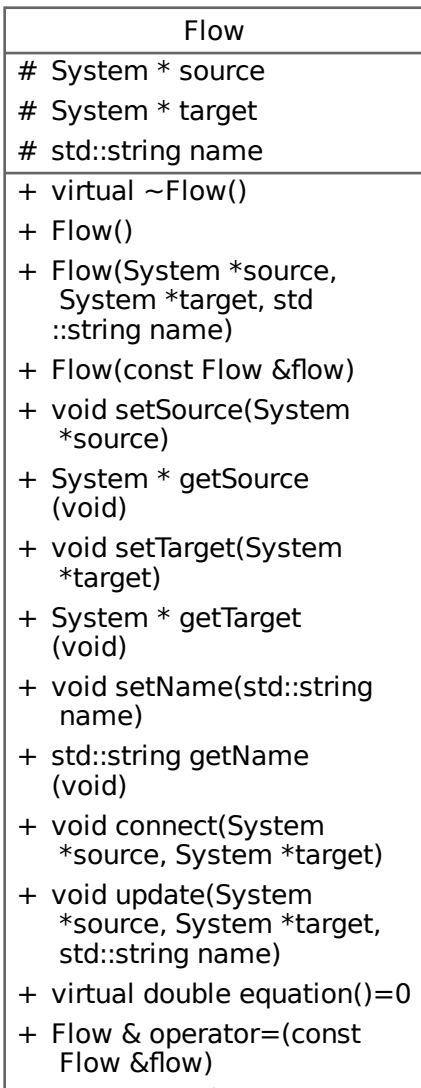 Flow
# System * source
# System * target
# std::string name
+ virtual ~Flow()
+ Flow()
+ Flow(System *source,
System *target, std
::string name)
+ Flow(const Flow &flow)
+ void setSource(System
*source)
+ System * getSource
(void)
+ void setTarget(System
*target)
+ System * getTarget
(void)
+ void setName(std::string
name)
+ std::string getName
(void)
+ void connect(System
*source, System *target)
+ void update(System
*source, System *target,
std::string name)
+ virtual double equation()=0
+ Flow & operator=(const
Flow &flow)